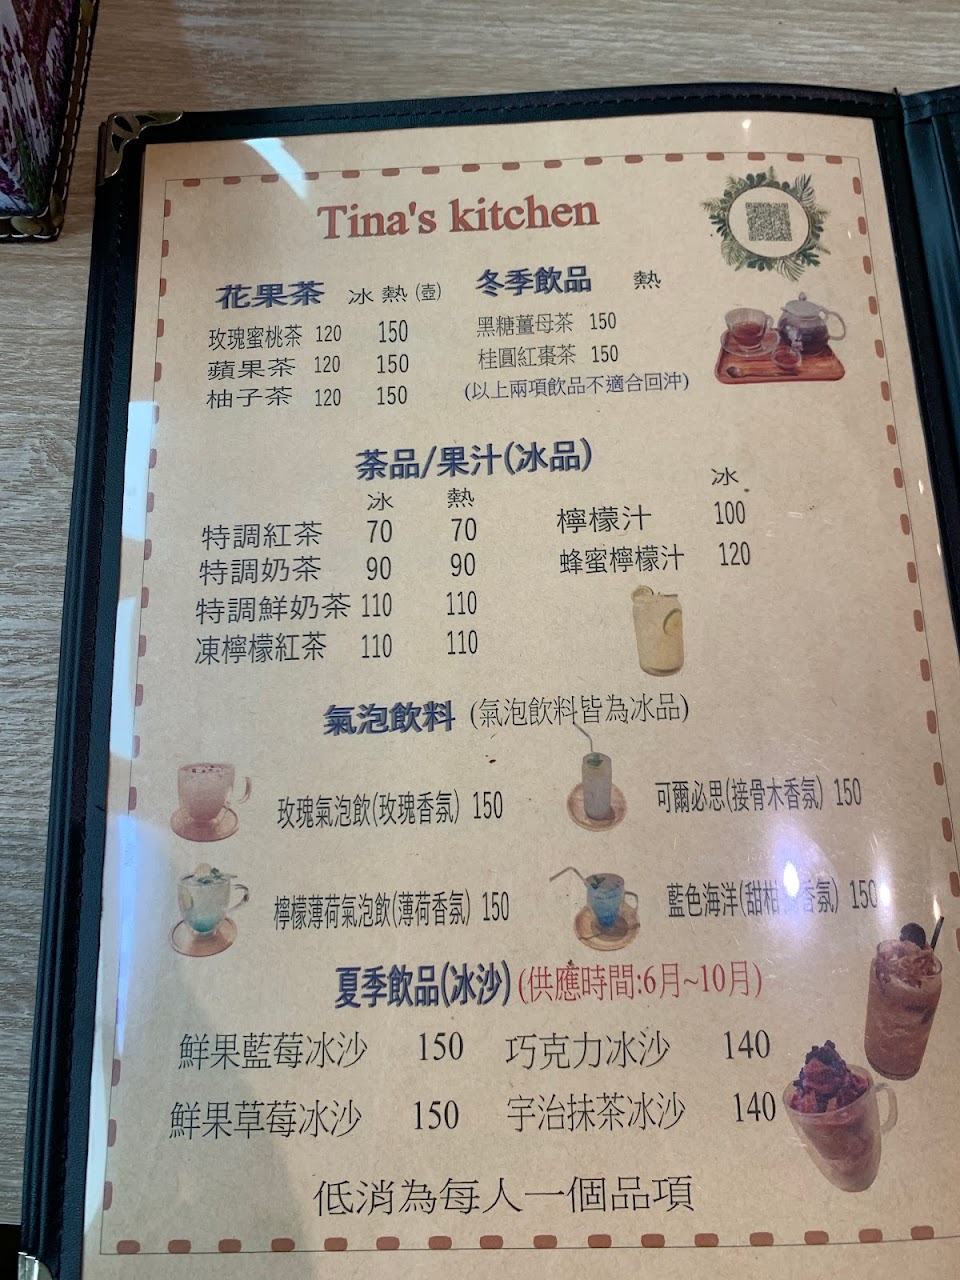 Tina's kitchen
花果茶 冰 熱 (壺)
玫瑰蜜桃茶 120 150
蘋果茶 120 150
柚子茶 120 150
冬季飲品 熱
黑糖薑母茶 150
桂圓紅棗茶 150
(以上兩項飲品不適合回沖)
茶品/果汁(冰品)
冰 熱
特調紅茶 70 70
特調奶茶 90 90
特調鮮奶茶 110 110
凍檸檬紅茶 110 110
冰
檸檬汁 100
蜂蜜檸檬汁 120
氣泡飲料 (氣泡飲料皆為冰品)
玫瑰氣泡飲(玫瑰香氛) 150
可爾必思(接骨木香氛) 150
檸檬薄荷氣泡飲(薄荷香氛) 150
藍色海洋(甜柑 香氛) 150
夏季飲品(冰沙) (供應時間:6月~10月)
鮮果藍莓冰沙 150
巧克力冰沙 140
鮮果草莓冰沙 150
宇治抹茶冰沙 140
低消為每人一個品項